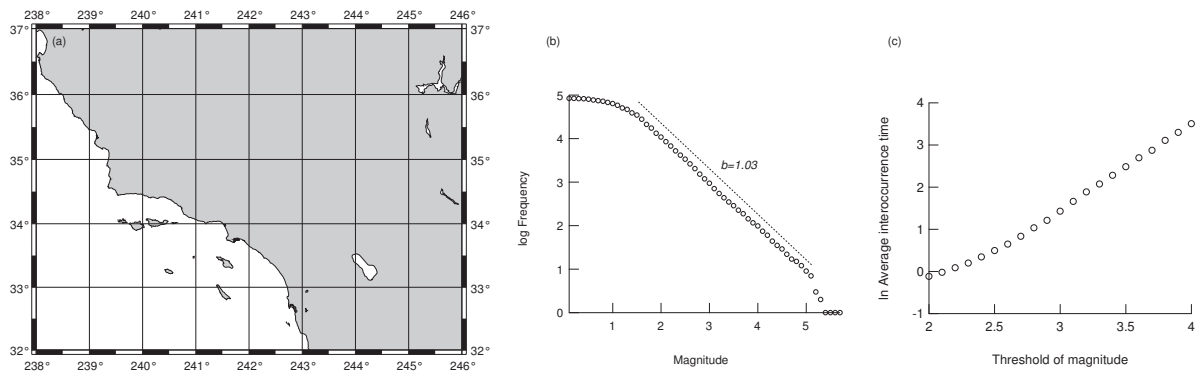 238° 239° 240° 241° 242° 243° 244° 245° 246°
37° (a) 37°
36° 36°
35° 35°
34° 34°
33° 33°
32° 32°
238° 239° 240° 241° 242° 243° 244° 245° 246°
(b)
log Frequency
5
4
3
2
1
0
b=1.03
1 2 3 4 5
Magnitude
(c)
ln Average interoccurrence time
4
3
2
1
0
-1
2 2.5 3 3.5 4
Threshold of magnitude